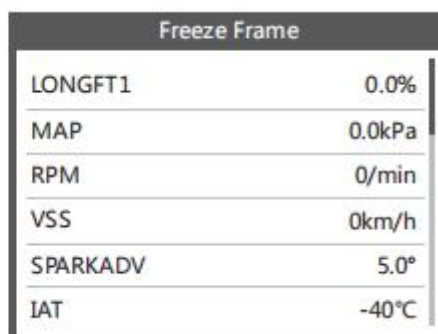 Freeze Frame
LONGFT1 0.0%
MAP 0.0kPa
RPM 0/min
VSS 0km/h
SPARKADV 5.0°
IAT -40℃